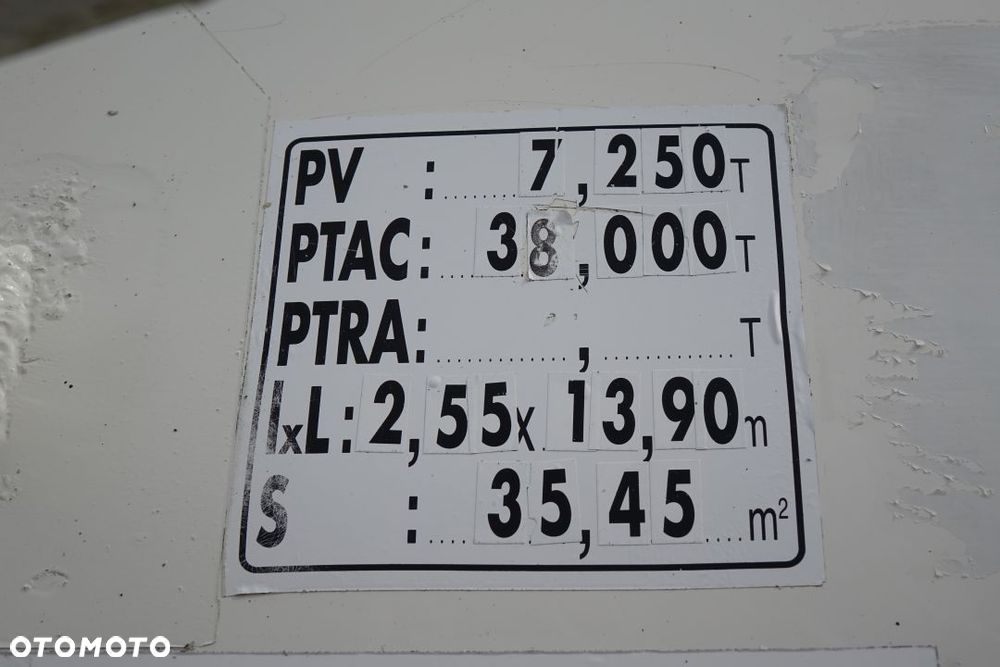 PV : ........ 7,250 T
PTAC : .... 38,000 T
PTRA : ..............,.............. T
lxL : 2,55 x 13,90 m
S : .... 35,45 .... m²
OTOMOTO